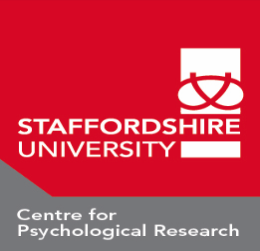 STAFFORDSHIRE
UNIVERSITY
Centre for
Psychological Research